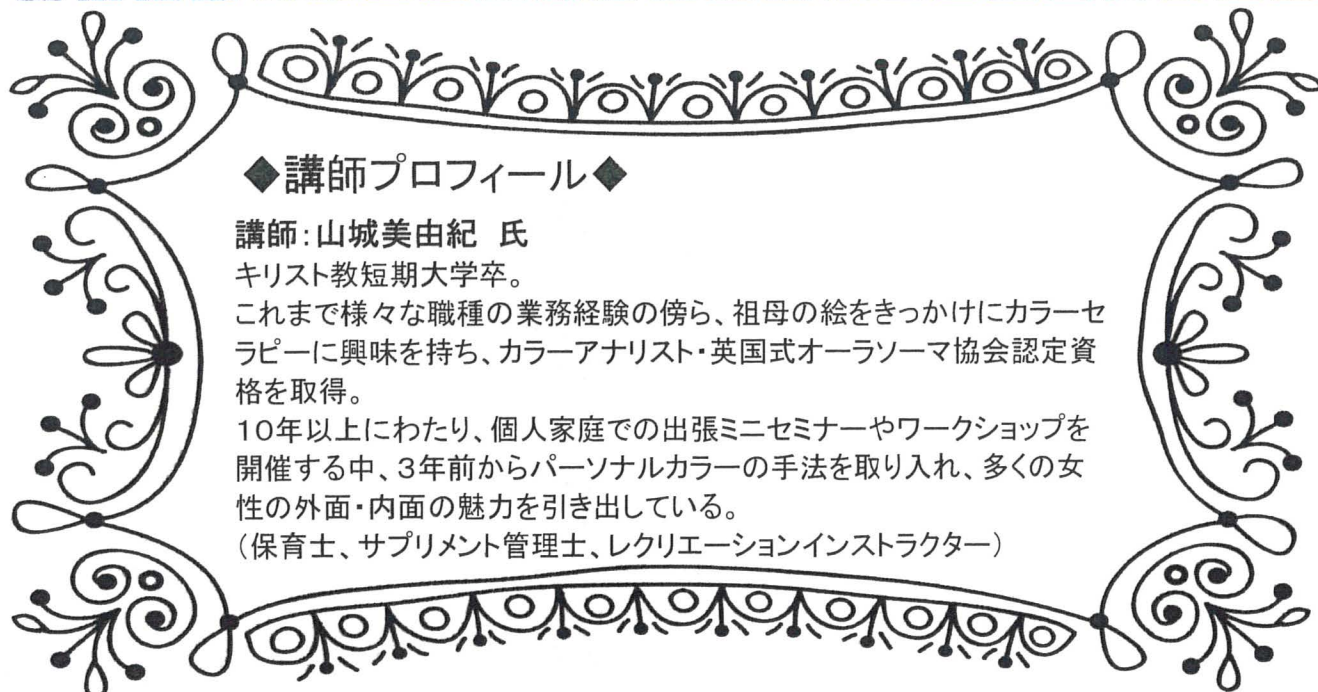 ◆講師プロフィール◆
講師:山城美由紀 氏
キリスト教短期大学卒。
これまで様々な職種の業務経験の傍ら、祖母の絵をきっかけにカラーセ
ラピーに興味を持ち、カラーアナリスト・英国式オーラソーマ協会認定資
格を取得。
10年以上にわたり、個人家庭での出張ミニセミナーやワークショップを
開催する中、3年前からパーソナルカラーの手法を取り入れ、多くの女
性の外面・内面の魅力を引き出している。
(保育士、サプリメント管理士、レクリエーションインストラクター)